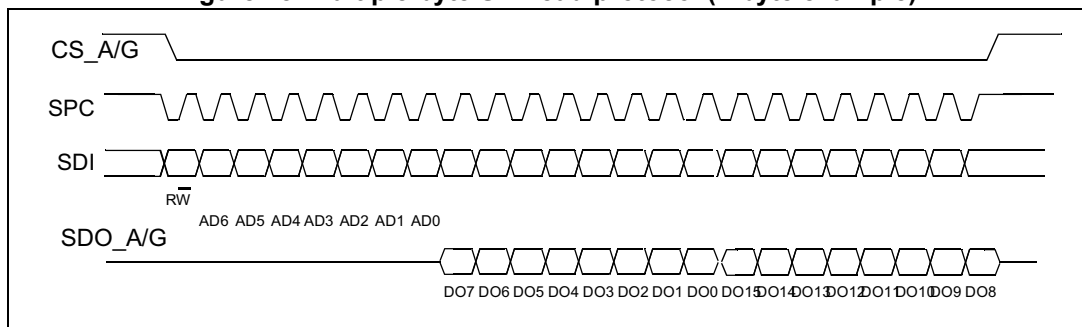 CS_A/G
SPC
SDI
RW
AD6 AD5 AD4 AD3 AD2 AD1 AD0
SDO_A/G
DO7 DO6 DO5 DO4 DO3 DO2 DO1 DO0 DO15 DO14 DO13 DO12 DO11 DO10 DO9 DO8